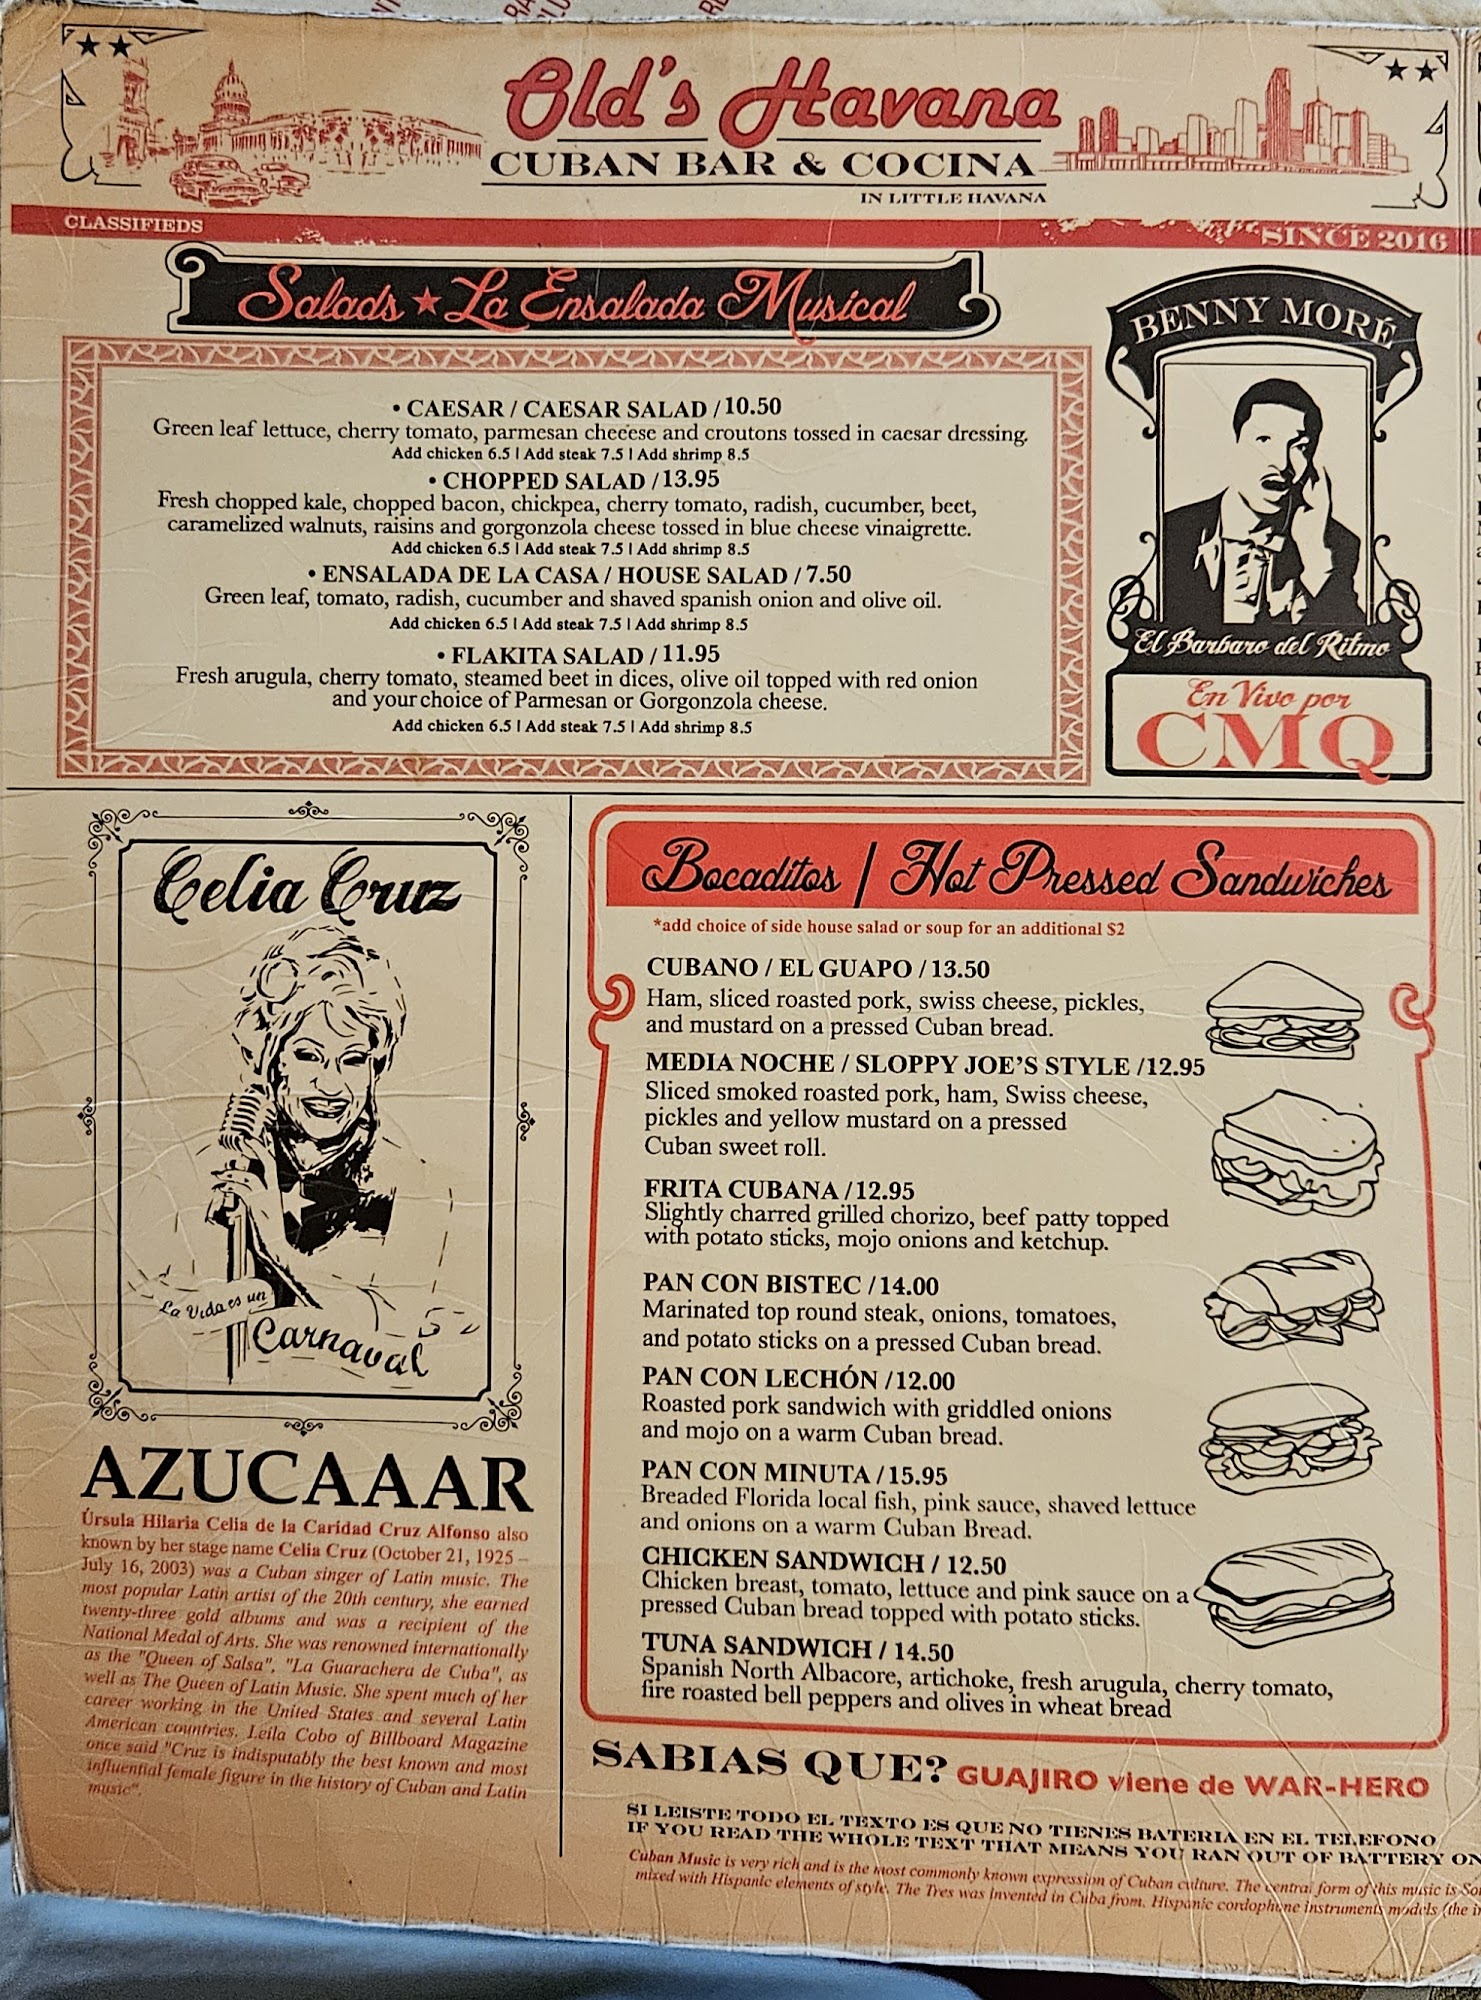 Old's Havana
CUBAN BAR & COCINA
IN LITTLE HAVANA
CLASSIFIEDS
SINCE 2016
Salads ★ La Ensalada Musical
• CAESAR / CAESAR SALAD / 10.50
Green leaf lettuce, cherry tomato, parmesan cheeese and croutons tossed in caesar dressing.
Add chicken 6.5 | Add steak 7.5 | Add shrimp 8.5
• CHOPPED SALAD / 13.95
Fresh chopped kale, chopped bacon, chickpea, cherry tomato, radish, cucumber, beet,
caramelized walnuts, raisins and gorgonzola cheese tossed in blue cheese vinaigrette.
Add chicken 6.5 | Add steak 7.5 | Add shrimp 8.5
• ENSALADA DE LA CASA / HOUSE SALAD / 7.50
Green leaf, tomato, radish, cucumber and shaved spanish onion and olive oil.
Add chicken 6.5 | Add steak 7.5 | Add shrimp 8.5
• FLAKITA SALAD / 11.95
Fresh arugula, cherry tomato, steamed beet in dices, olive oil topped with red onion
and your choice of Parmesan or Gorgonzola cheese.
Add chicken 6.5 | Add steak 7.5 | Add shrimp 8.5
BENNY MORÉ
El Barbaro del Ritmo
En Vivo por
CMQ
Celia Cruz
La Vida es un
Carnaval
AZUCAAAR
Úrsula Hilaria Celia de la Caridad Cruz Alfonso also
known by her stage name Celia Cruz (October 21, 1925 –
July 16, 2003) was a Cuban singer of Latin music. The
most popular Latin artist of the 20th century, she earned
twenty-three gold albums and was a recipient of the
National Medal of Arts. She was renowned internationally
as the "Queen of Salsa", "La Guarachera de Cuba", as
well as The Queen of Latin Music. She spent much of her
career working in the United States and several Latin
American countries. Leila Cobo of Billboard Magazine
once said "Cruz is indisputably the best known and most
influential female figure in the history of Cuban and Latin
music".
Bocaditos / Hot Pressed Sandwiches
*add choice of side house salad or soup for an additional $2
CUBANO / EL GUAPO / 13.50
Ham, sliced roasted pork, swiss cheese, pickles,
and mustard on a pressed Cuban bread.
MEDIA NOCHE / SLOPPY JOE'S STYLE / 12.95
Sliced smoked roasted pork, ham, Swiss cheese,
pickles and yellow mustard on a pressed
Cuban sweet roll.
FRITA CUBANA / 12.95
Slightly charred grilled chorizo, beef patty topped
with potato sticks, mojo onions and ketchup.
PAN CON BISTEC / 14.00
Marinated top round steak, onions, tomatoes,
and potato sticks on a pressed Cuban bread.
PAN CON LECHÓN / 12.00
Roasted pork sandwich with griddled onions
and mojo on a warm Cuban bread.
PAN CON MINUTA / 15.95
Breaded Florida local fish, pink sauce, shaved lettuce
and onions on a warm Cuban Bread.
CHICKEN SANDWICH / 12.50
Chicken breast, tomato, lettuce and pink sauce on a
pressed Cuban bread topped with potato sticks.
TUNA SANDWICH / 14.50
Spanish North Albacore, artichoke, fresh arugula, cherry tomato,
fire roasted bell peppers and olives in wheat bread
SABIAS QUE? GUAJIRO viene de WAR-HERO
SI LEISTE TODO EL TEXTO ES QUE NO TIENES BATERIA EN EL TELEFONO
IF YOU READ THE WHOLE TEXT THAT MEANS YOU RAN OUT OF BATTERY ON
Cuban Music is very rich and is the most commonly known expression of Cuban culture. The central form of this music is
mixed with Hispanic elements of style. The Tres was invented in Cuba from. Hispanic cordophone instruments models (the